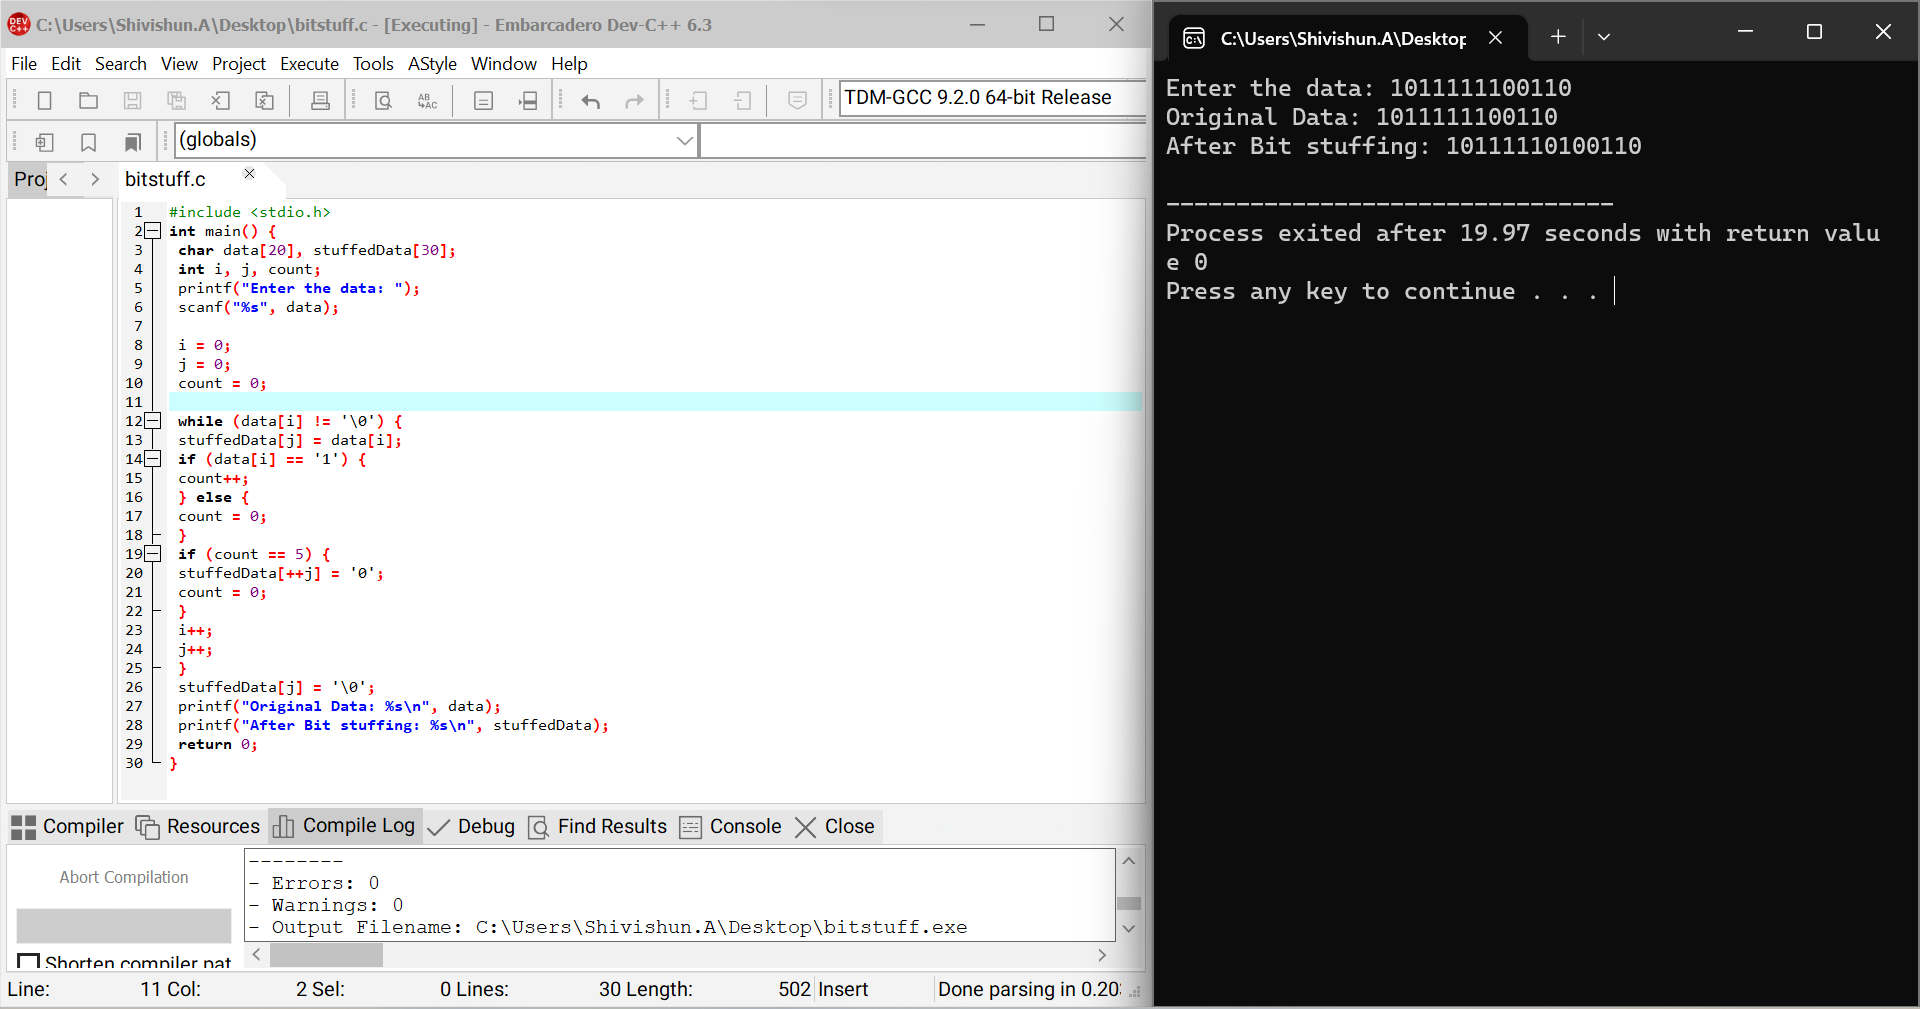 C:\Users\Shivishun.A\Desktop\bitstuff.c - [Executing] - Embarcadero Dev-C++ 6.3
File Edit Search View Project Execute Tools AStyle Window Help
TDM-GCC 9.2.0 64-bit Release
(globals)
Proj
bitstuff.c
1 #include <stdio.h>
2 int main() {
3 char data[20], stuffedData[30];
4 int i, j, count;
5 printf("Enter the data: ");
6 scanf("%s", data);
7
8 i = 0;
9 j = 0;
10 count = 0;
11
12 while (data[i] != '\0') {
13 stuffedData[j] = data[i];
14 if (data[i] == '1') {
15 count++;
16 } else {
17 count = 0;
18 }
19 if (count == 5) {
20 stuffedData[++j] = '0';
21 count = 0;
22 }
23 i++;
24 j++;
25 }
26 stuffedData[j] = '\0';
27 printf("Original Data: %s\n", data);
28 printf("After Bit stuffing: %s\n", stuffedData);
29 return 0;
30 }
Compiler Resources Compile Log Debug Find Results Console Close
Abort Compilation
Shorten compiler pat
--------
- Errors: 0
- Warnings: 0
- Output Filename: C:\Users\Shivishun.A\Desktop\bitstuff.exe
Line: 11 Col: 2 Sel: 0 Lines: 30 Length: 502 Insert Done parsing in 0.20
C:\Users\Shivishun.A\Desktop
Enter the data: 1011111100110
Original Data: 1011111100110
After Bit stuffing: 10111110100110
--------------------------------
Process exited after 19.97 seconds with return valu
e 0
Press any key to continue . . .